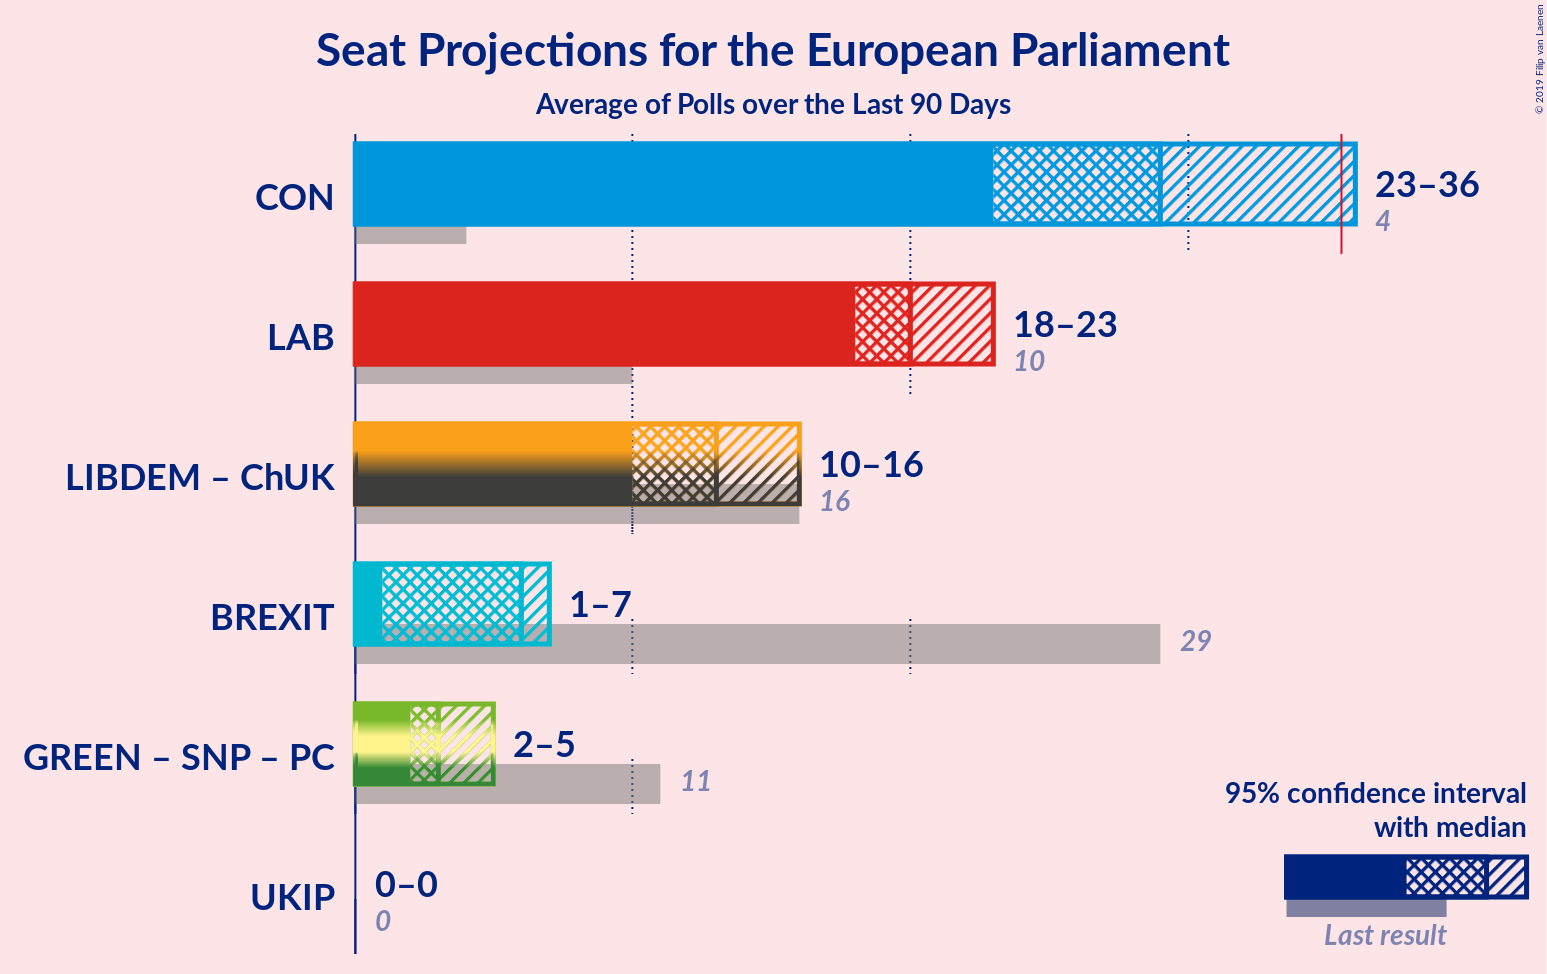 Seat Projections for the European Parliament
Average of Polls over the Last 90 Days
© 2019 Filip van Laenen
CON
23–36
4
LAB
18–23
10
LIBDEM – ChUK
10–16
16
BREXIT
1–7
29
GREEN – SNP – PC
2–5
11
UKIP
0–0
0
95% confidence interval
with median
Last result